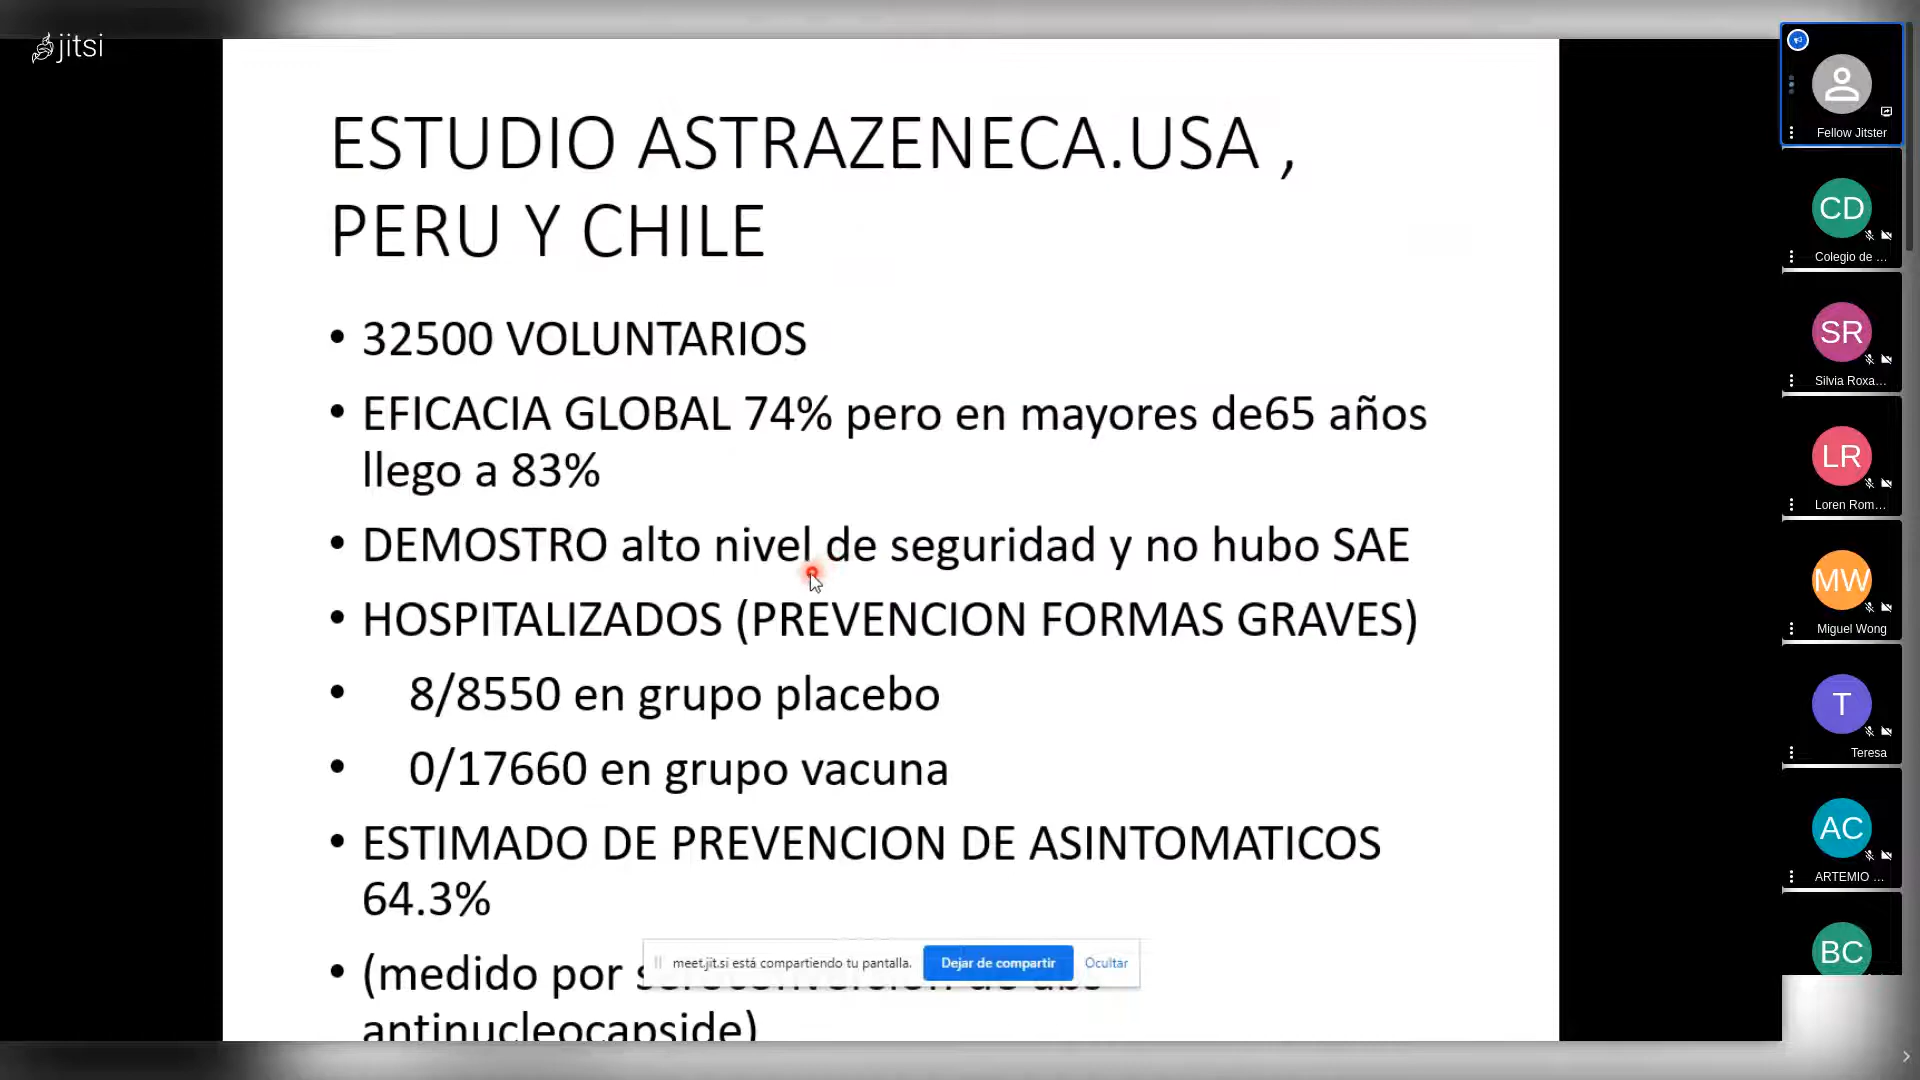 jitsi
ESTUDIO ASTRAZENECA.USA ,
PERU Y CHILE
• 32500 VOLUNTARIOS
• EFICACIA GLOBAL 74% pero en mayores de65 años
llego a 83%
• DEMOSTRO alto nivel de seguridad y no hubo SAE
• HOSPITALIZADOS (PREVENCION FORMAS GRAVES)
• 8/8550 en grupo placebo
• 0/17660 en grupo vacuna
• ESTIMADO DE PREVENCION DE ASINTOMATICOS
64.3%
• (medido por seroconversion de abs
antinucleocapside)
meet.jit.si está compartiendo tu pantalla.
Dejar de compartir
Ocultar
Fellow Jitster
CD
Colegio de ...
SR
Silvia Roxa...
LR
Loren Rom...
MW
Miguel Wong
T
Teresa
AC
ARTEMIO ...
BC